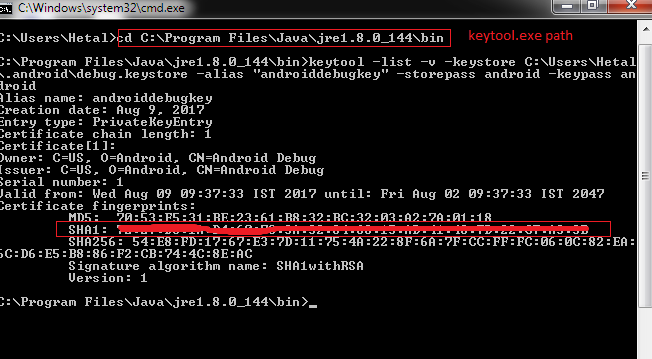 C:\Windows\system32\cmd.exe
C:\Users\Hetal>cd C:\Program Files\Java\jre1.8.0_144\bin keytool.exe path
C:\Program Files\Java\jre1.8.0_144\bin>keytool -list -v -keystore C:\Users\Hetal
\.android\debug.keystore -alias "androiddebugkey" -storepass android -keypass an
droid
Alias name: androiddebugkey
Creation date: Aug 9, 2017
Entry type: PrivateKeyEntry
Certificate chain length: 1
Certificate[1]:
Owner: C=US, O=Android, CN=Android Debug
Issuer: C=US, O=Android, CN=Android Debug
Serial number: 1
Valid from: Wed Aug 09 09:37:33 IST 2017 until: Fri Aug 02 09:37:33 IST 2047
Certificate fingerprints:
MD5: 70:53:F5:31:BE:23:61:B8:32:BC:32:03:A2:7A:01:18
SHA1:
SHA256: 54:E8:FD:17:67:E3:7D:11:75:4A:22:8F:6A:7F:CC:FF:FC:06:0C:82:EA:
6C:D6:E5:B8:86:F2:CB:74:4C:8E:AC
Signature algorithm name: SHA1withRSA
Version: 1
C:\Program Files\Java\jre1.8.0_144\bin>_